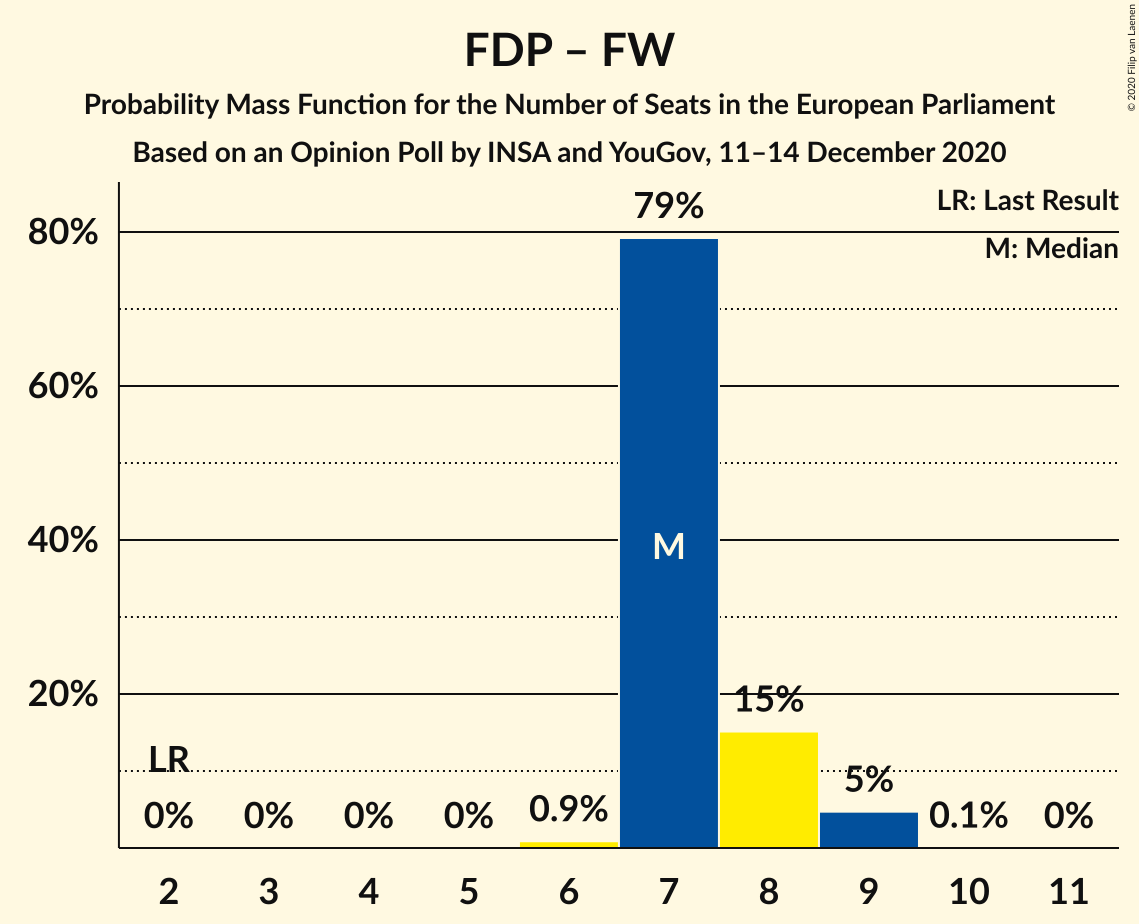 FDP – FW
Probability Mass Function for the Number of Seats in the European Parliament
Based on an Opinion Poll by INSA and YouGov, 11–14 December 2020
© 2020 Filip van Laenen
LR: Last Result
M: Median
80%
60%
40%
20%
79%
M
15%
LR
0%
0%
0%
0%
0.9%
5%
0.1%
0%
2 3 4 5 6 7 8 9 10 11